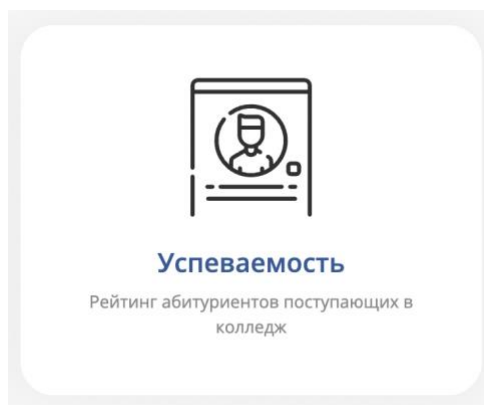 Успеваемость
Рейтинг абитуриентов поступающих в
колледж